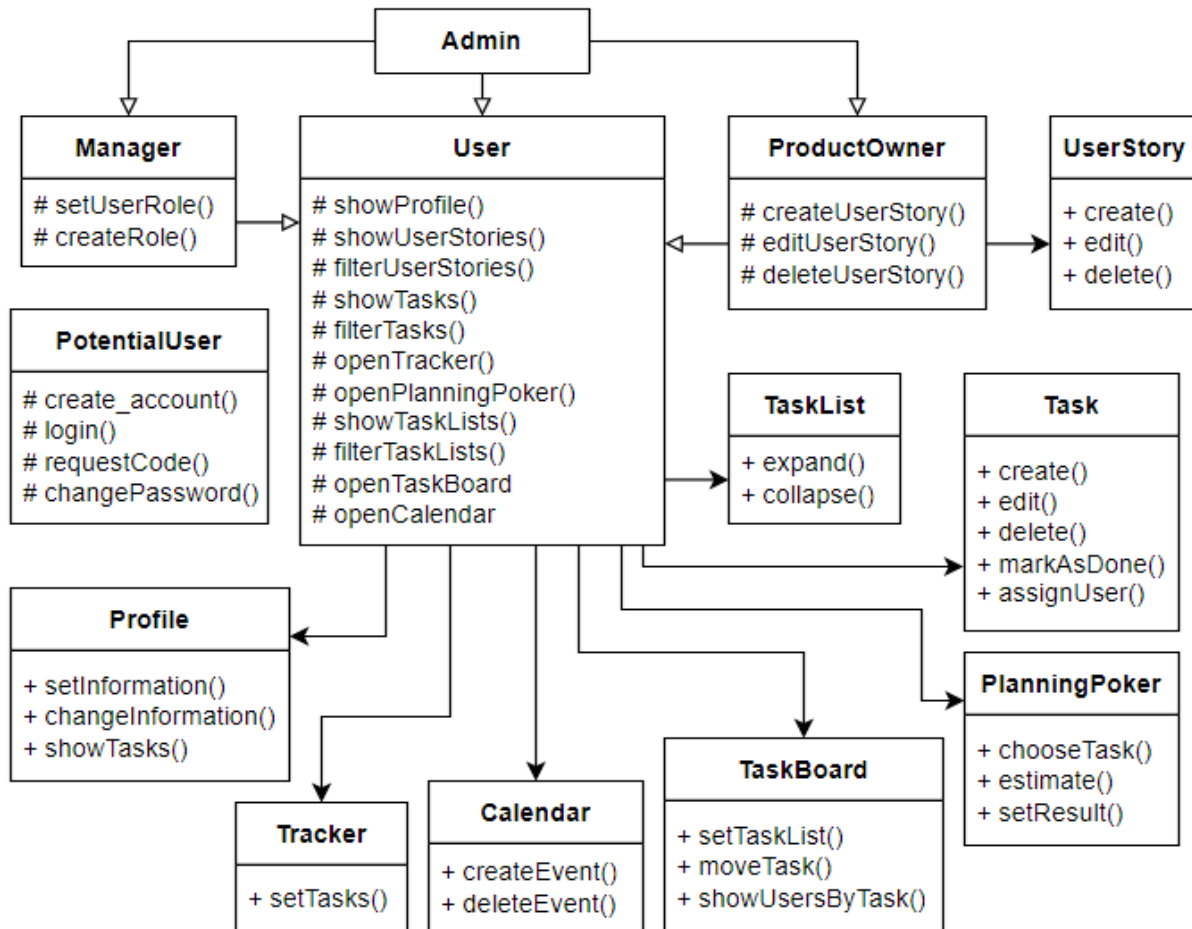 Admin
Manager
# setUserRole()
# createRole()
User
# showProfile()
# showUserStories()
# filterUserStories()
# showTasks()
# filterTasks()
# openTracker()
# openPlanningPoker()
# showTaskLists()
# filterTaskLists()
# openTaskBoard
# openCalendar
ProductOwner
# createUserStory()
# editUserStory()
# deleteUserStory()
UserStory
+ create()
+ edit()
+ delete()
PotentialUser
# create_account()
# login()
# requestCode()
# changePassword()
TaskList
+ expand()
+ collapse()
Task
+ create()
+ edit()
+ delete()
+ markAsDone()
+ assignUser()
Profile
+ setInformation()
+ changeInformation()
+ showTasks()
Tracker
+ setTasks()
Calendar
+ createEvent()
+ deleteEvent()
TaskBoard
+ setTaskList()
+ moveTask()
+ showUsersByTask()
PlanningPoker
+ chooseTask()
+ estimate()
+ setResult()